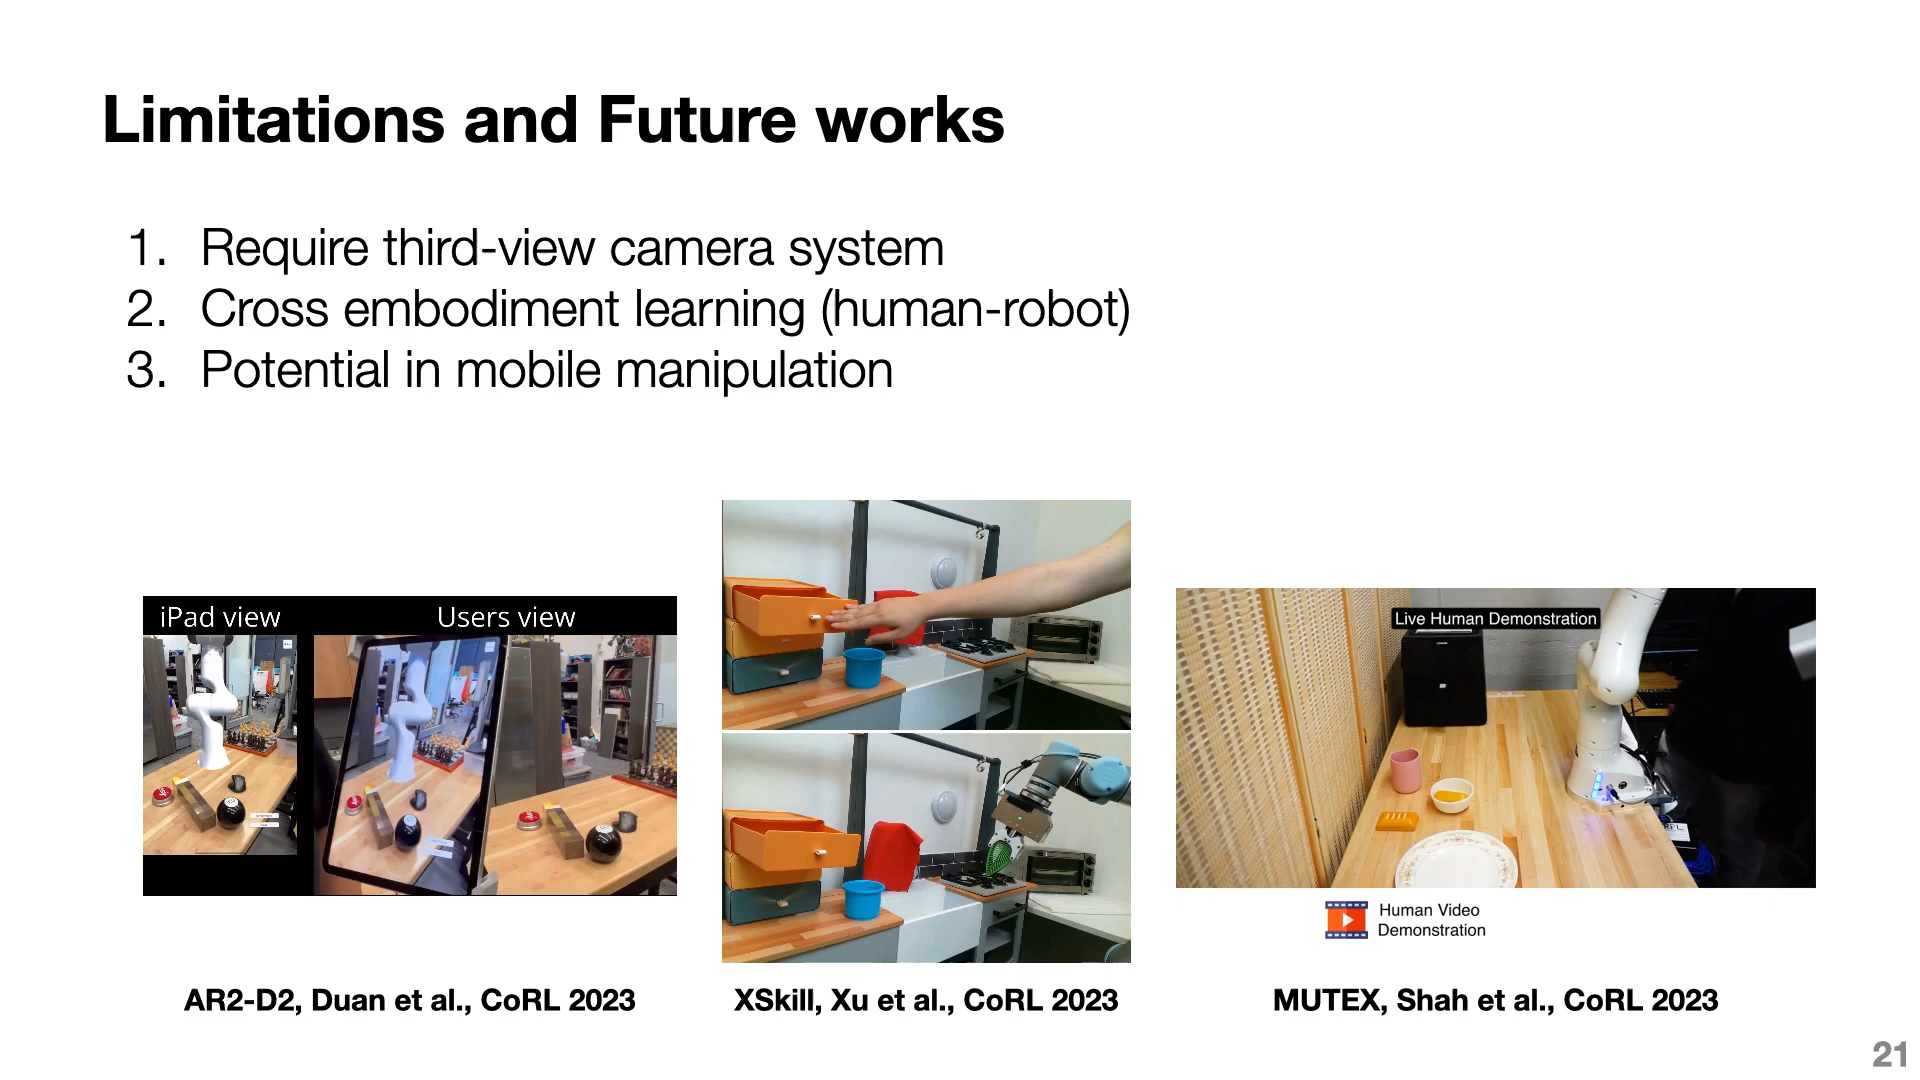 Limitations and Future works
1. Require third-view camera system
2. Cross embodiment learning (human-robot)
3. Potential in mobile manipulation
iPad view
Users view
Live Human Demonstration
Human Video
Demonstration
AR2-D2, Duan et al., CoRL 2023
XSkill, Xu et al., CoRL 2023
MUTEX, Shah et al., CoRL 2023
21